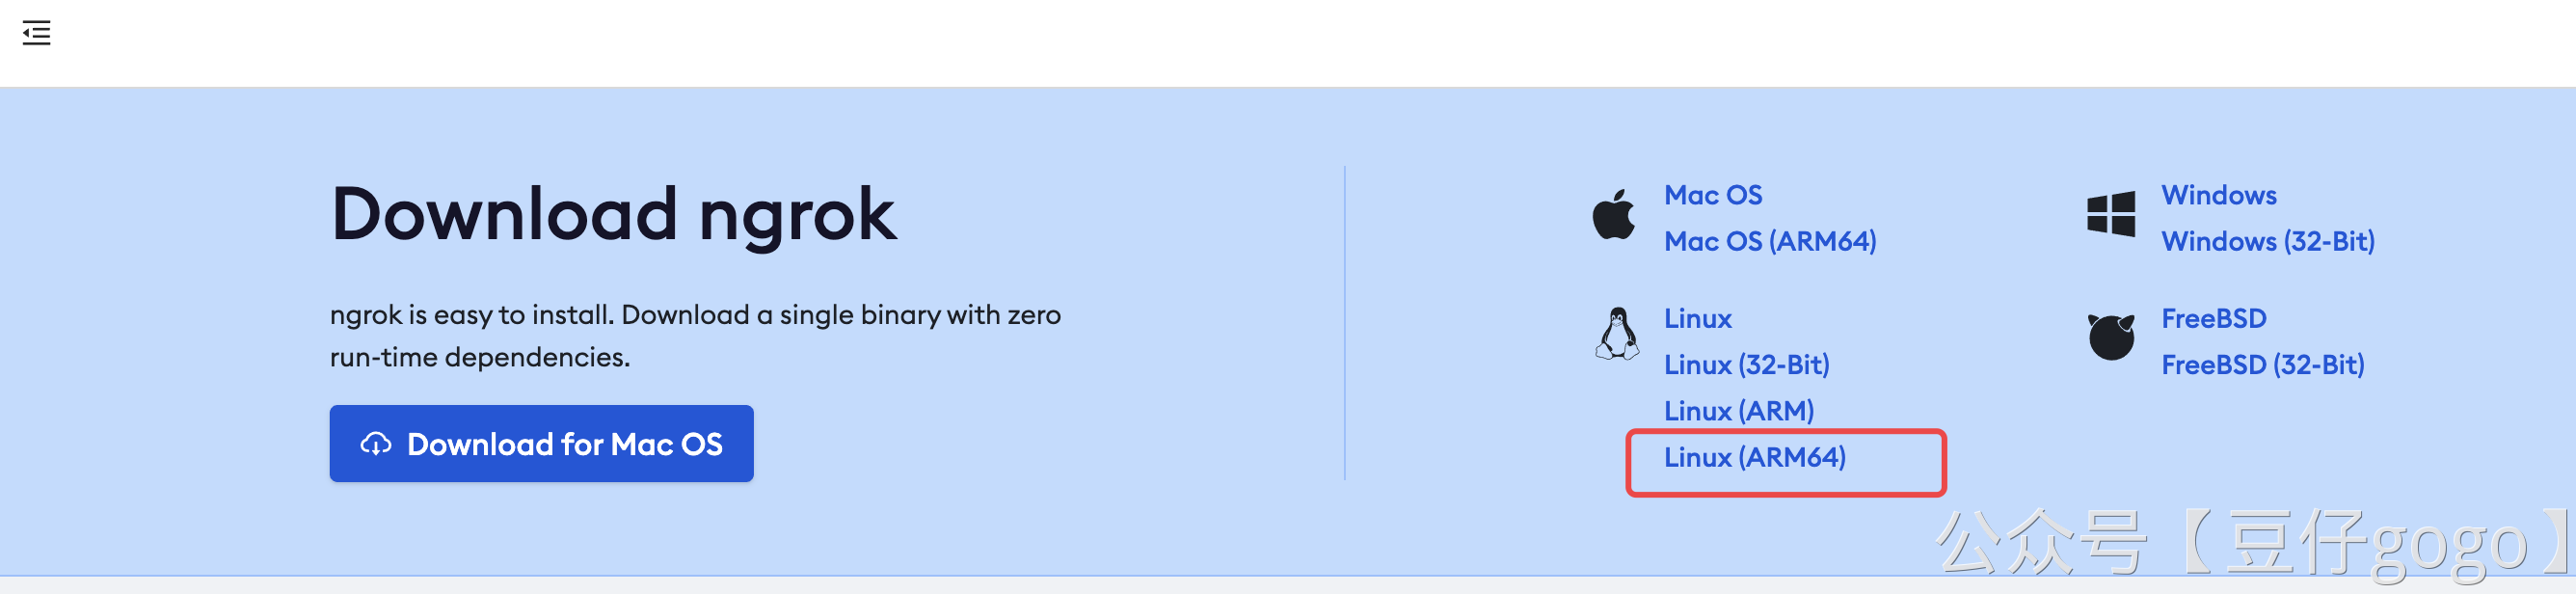 Download ngrok
ngrok is easy to install. Download a single binary with zero
run-time dependencies.
Download for Mac OS
Mac OS
Mac OS (ARM64)
Linux
Linux (32-Bit)
Linux (ARM)
Linux (ARM64)
Windows
Windows (32-Bit)
FreeBSD
FreeBSD (32-Bit)
公众号【豆仔gogo】